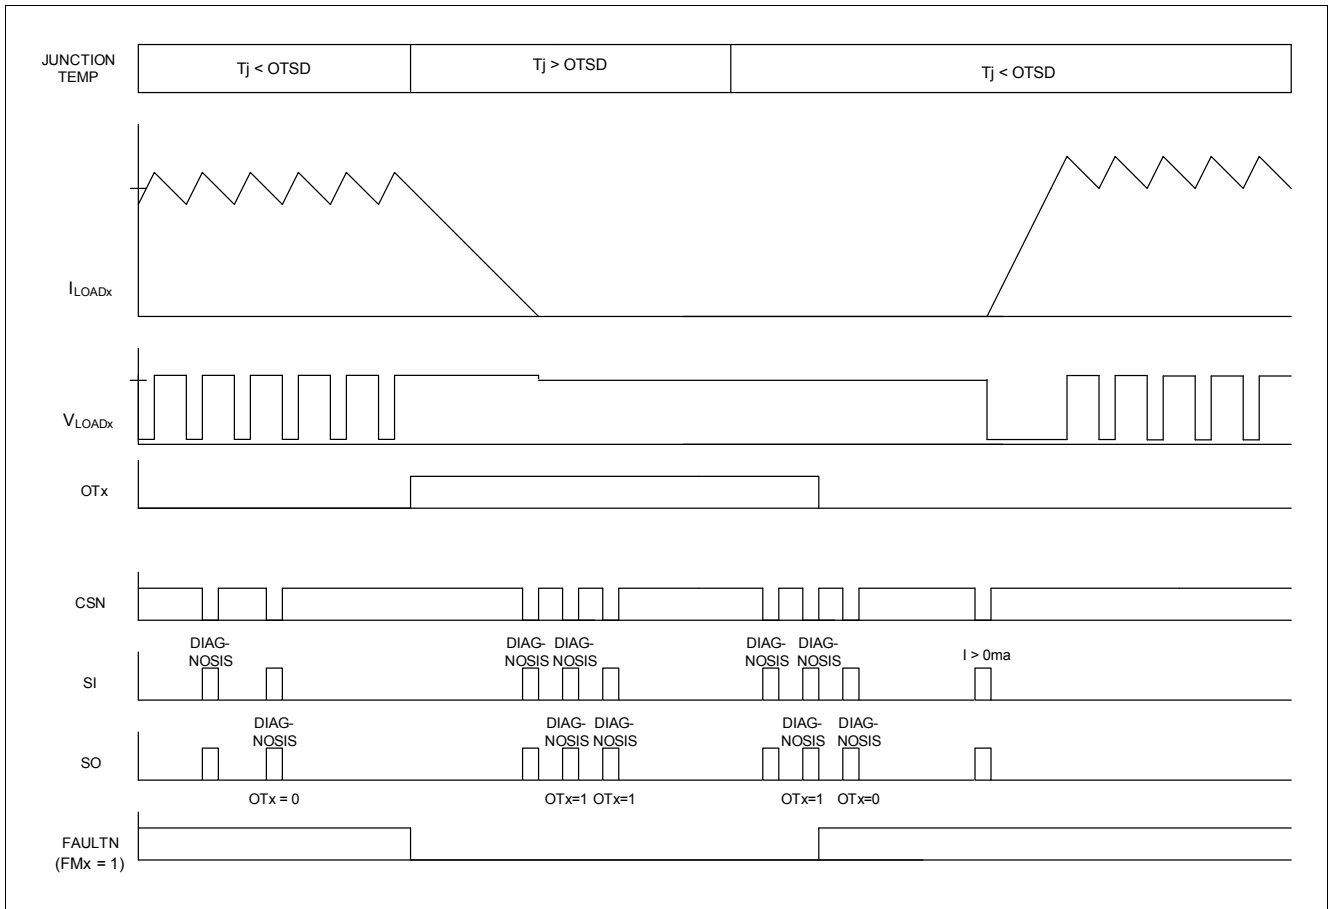 JUNCTION
TEMP
Tj < OTSD
Tj > OTSD
Tj < OTSD
ILOADx
VLOADx
OTx
CSN
DIAG-
NOSIS
DIAG-
NOSIS
DIAG-
NOSIS
DIAG-
NOSIS
DIAG-
NOSIS
I > 0ma
SI
DIAG-
NOSIS
DIAG-
NOSIS
DIAG-
NOSIS
DIAG-
NOSIS
DIAG-
NOSIS
SO
OTx = 0
OTx=1
OTx=1
OTx=1
OTx=0
FAULTN
(FMx = 1)